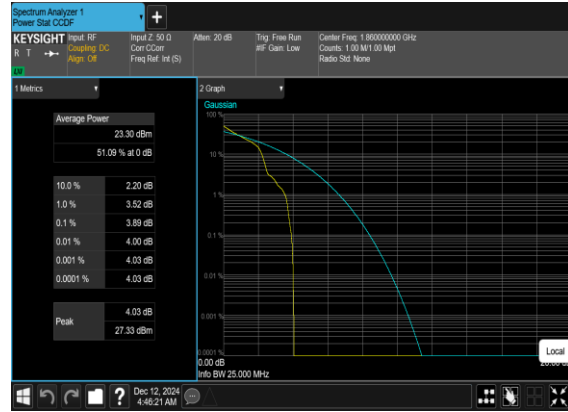 Spectrum Analyzer 1
Power Stat CCDF
KEYSIGHT
R T
LXI
Input: RF
Coupling: DC
Align: Off
Input Z: 50 Ω
Corr CCorr
Freq Ref: Int (S)
Atten: 20 dB
Trig: Free Run
#IF Gain: Low
Center Freq: 1.860000000 GHz
Counts: 1.00 M/1.00 Mpt
Radio Std: None
1 Metrics
Average Power
23.30 dBm
51.09 % at 0 dB
10.0 % 2.20 dB
1.0 % 3.52 dB
0.1 % 3.89 dB
0.01 % 4.00 dB
0.001 % 4.03 dB
0.0001 % 4.03 dB
Peak
4.03 dB
27.33 dBm
2 Graph
Gaussian
100 %
10 %
1 %
0.1 %
0.01 %
0.001 %
0.0001 %
0.00 dB
Info BW 25.000 MHz
Local
Dec 12, 2024
4:46:21 AM